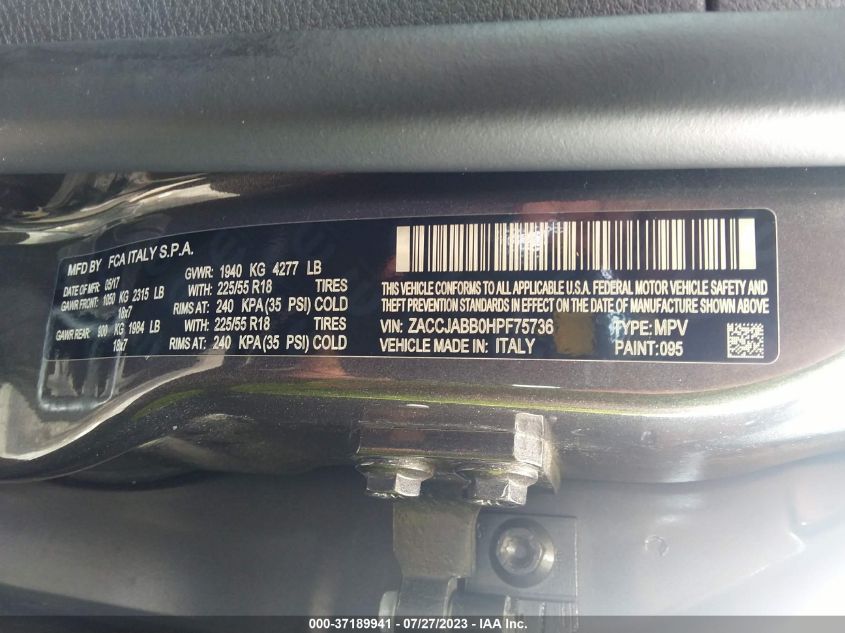 MFD BY FCA ITALY S.P.A.
DATE OF MFR: 05/17 GVWR: 1940 KG 4277 LB
GAWR FRONT: 1050 KG 2315 LB WITH: 225/55 R18 TIRES
18x7 RIMS AT: 240 KPA (35 PSI) COLD
GAWR REAR: 900 KG 1984 LB WITH: 225/55 R18 TIRES
18x7 RIMS AT: 240 KPA (35 PSI) COLD
THIS VEHICLE CONFORMS TO ALL APPLICABLE U.S.A. FEDERAL MOTOR VEHICLE SAFETY AND
THEFT PREVENTION STANDARDS IN EFFECT ON THE DATE OF MANUFACTURE SHOWN ABOVE
VIN: ZACCJABB0HPF75736 TYPE: MPV
VEHICLE MADE IN: ITALY PAINT: 095
000-37189941 - 07/27/2023 - IAA Inc.